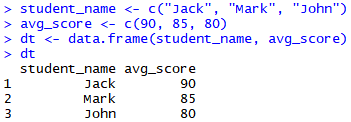 > student_name <- c("Jack", "Mark", "John")
> avg_score <- c(90, 85, 80)
> dt <- data.frame(student_name, avg_score)
> dt
  student_name avg_score
1         Jack        90
2         Mark        85
3         John        80